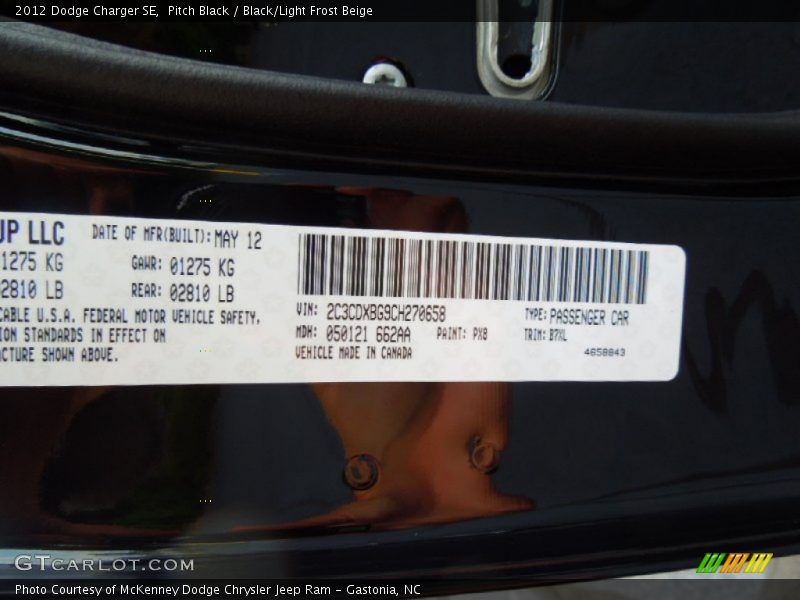 2012 Dodge Charger SE,  Pitch Black / Black/Light Frost Beige
UP LLC DATE OF MFR(BUILT): MAY 12
1275 KG GAWR: 01275 KG
02810 LB REAR: 02810 LB
CABLE U.S.A. FEDERAL MOTOR VEHICLE SAFETY,
ION STANDARDS IN EFFECT ON
ACTURE SHOWN ABOVE.
VIN: 2C3CDXBG9CH270658 TYPE: PASSENGER CAR
MDH: 050121 662AA PAINT: PX8 TRIM: B7XL
VEHICLE MADE IN CANADA 4658843
GTCARLOT.COM
Photo Courtesy of McKenney Dodge Chrysler Jeep Ram - Gastonia, NC